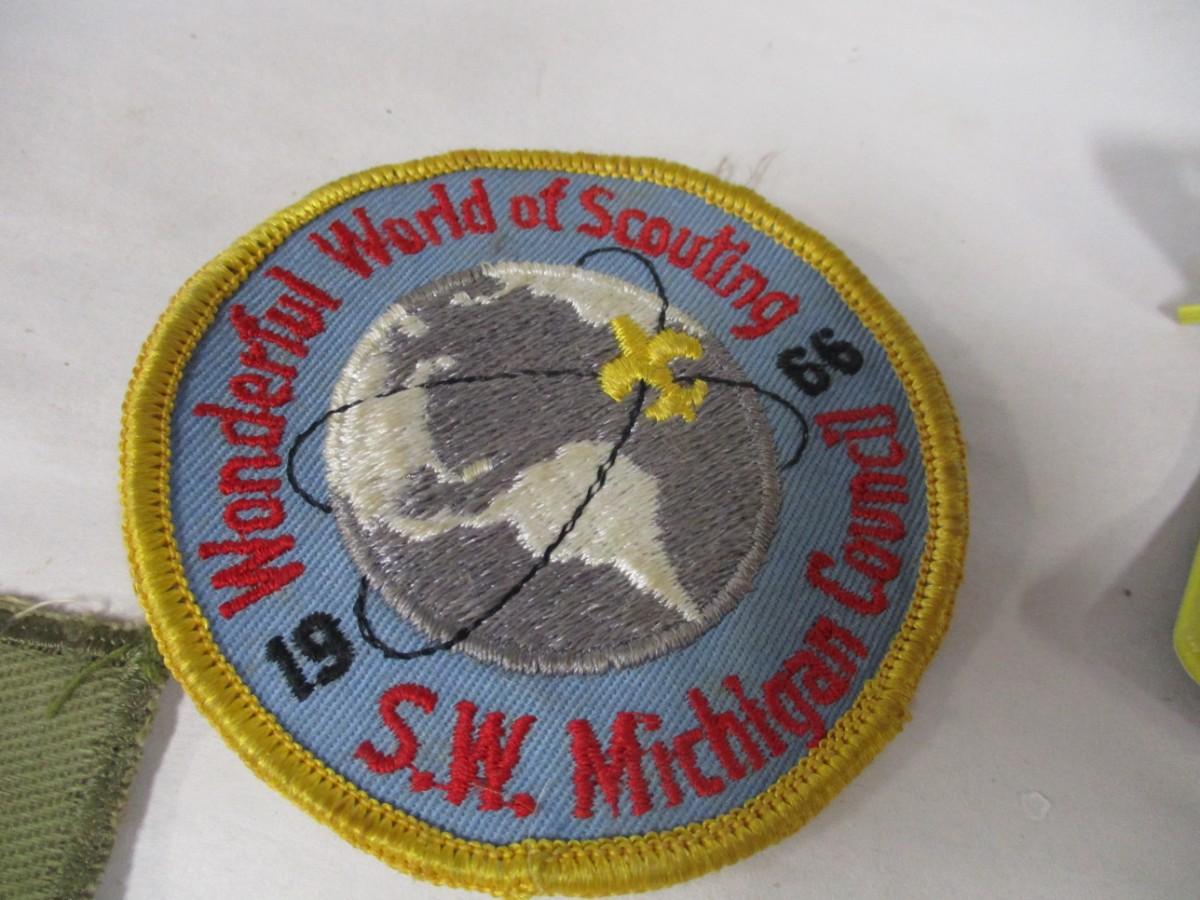 Wonderful World of Scouting
19 66
S.W. Michigan Council